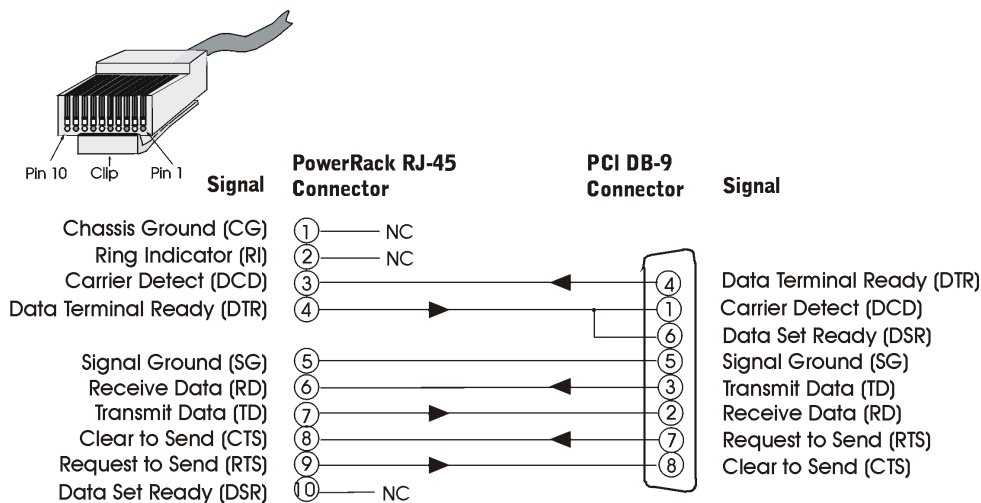 Pin 10 Clip Pin 1
Signal PowerRack RJ-45 Connector PCI DB-9 Connector Signal
Chassis Ground (CG) 1 NC
Ring Indicator (RI) 2 NC
Carrier Detect (DCD) 3 4 Data Terminal Ready (DTR)
Data Terminal Ready (DTR) 4 1 Carrier Detect (DCD)
6 Data Set Ready (DSR)
Signal Ground (SG) 5 5 Signal Ground (SG)
Receive Data (RD) 6 3 Transmit Data (TD)
Transmit Data (TD) 7 2 Receive Data (RD)
Clear to Send (CTS) 8 7 Request to Send (RTS)
Request to Send (RTS) 9 8 Clear to Send (CTS)
Data Set Ready (DSR) 10 NC